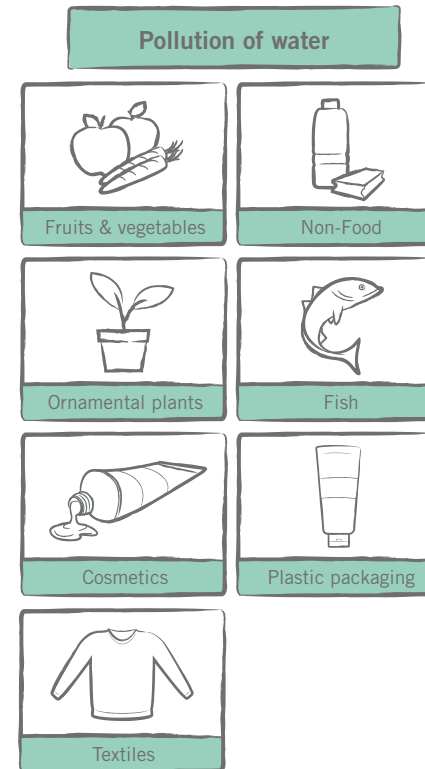 Pollution of water
Fruits & vegetables
Non-Food
Ornamental plants
Fish
Cosmetics
Plastic packaging
Textiles